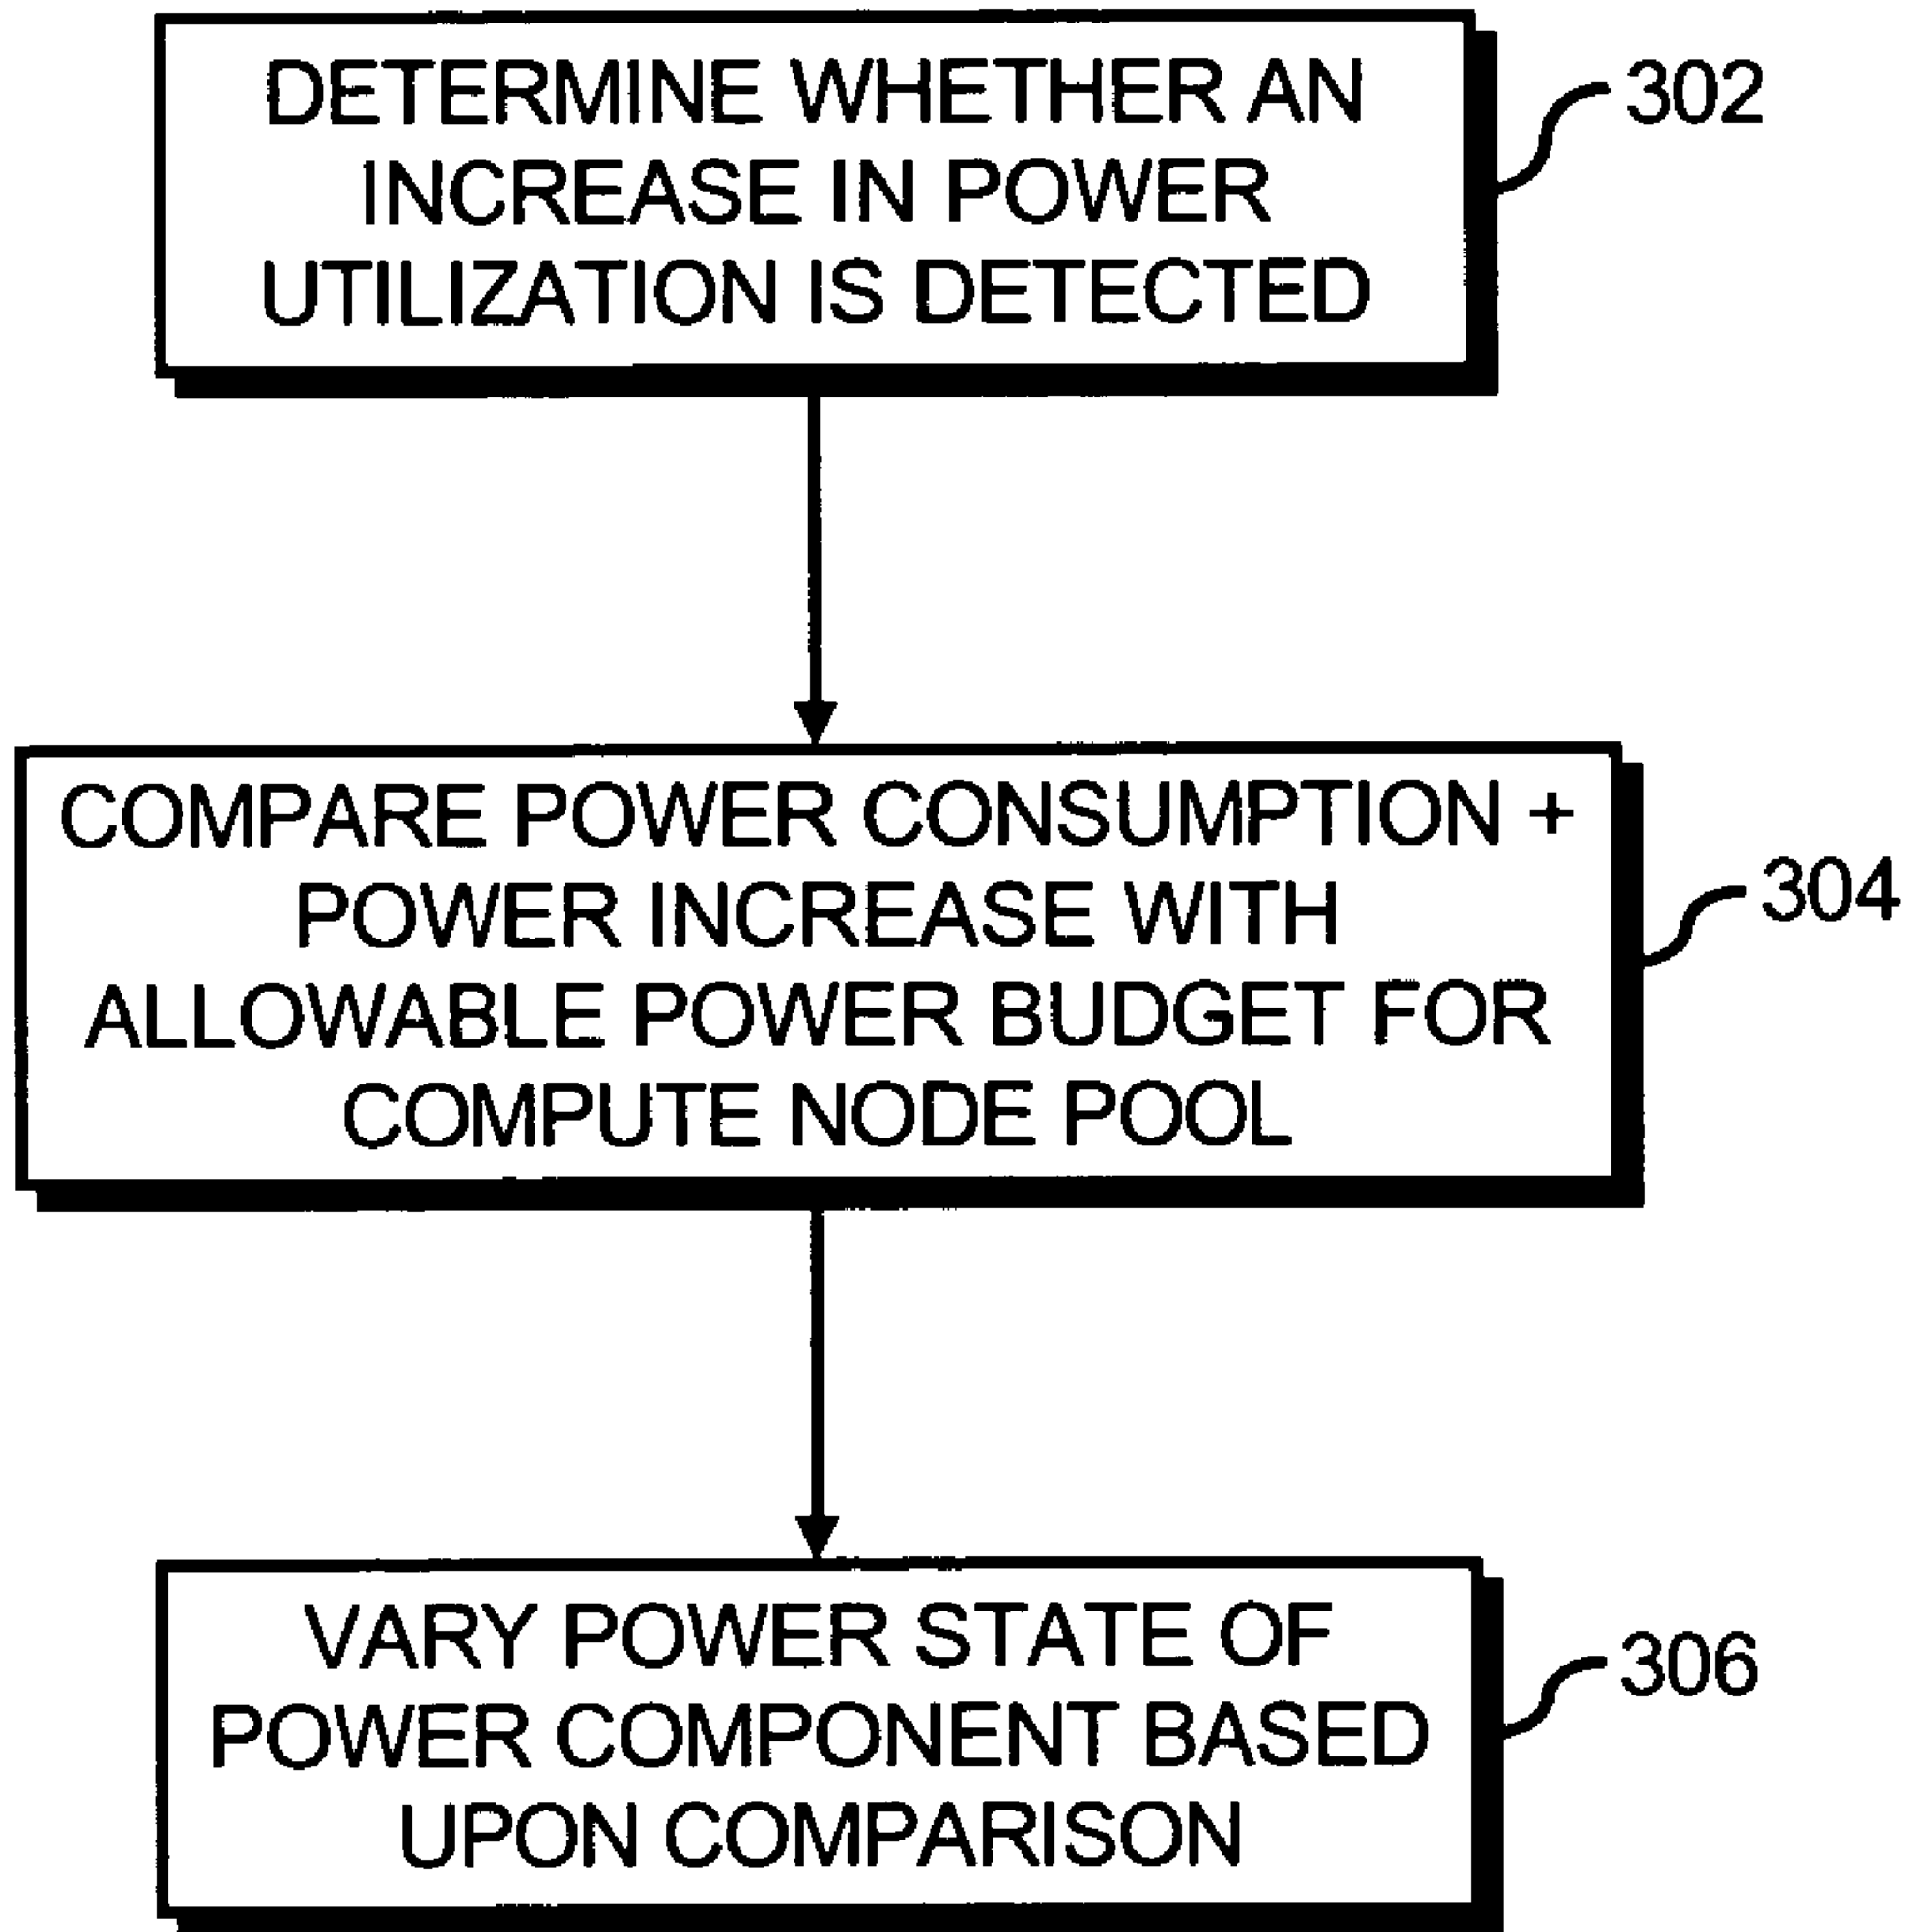 DETERMINE WHETHER AN
INCREASE IN POWER
UTILIZATION IS DETECTED
302
COMPARE POWER CONSUMPTION +
POWER INCREASE WITH
ALLOWABLE POWER BUDGET FOR
COMPUTE NODE POOL
304
VARY POWER STATE OF
POWER COMPONENT BASED
UPON COMPARISON
306